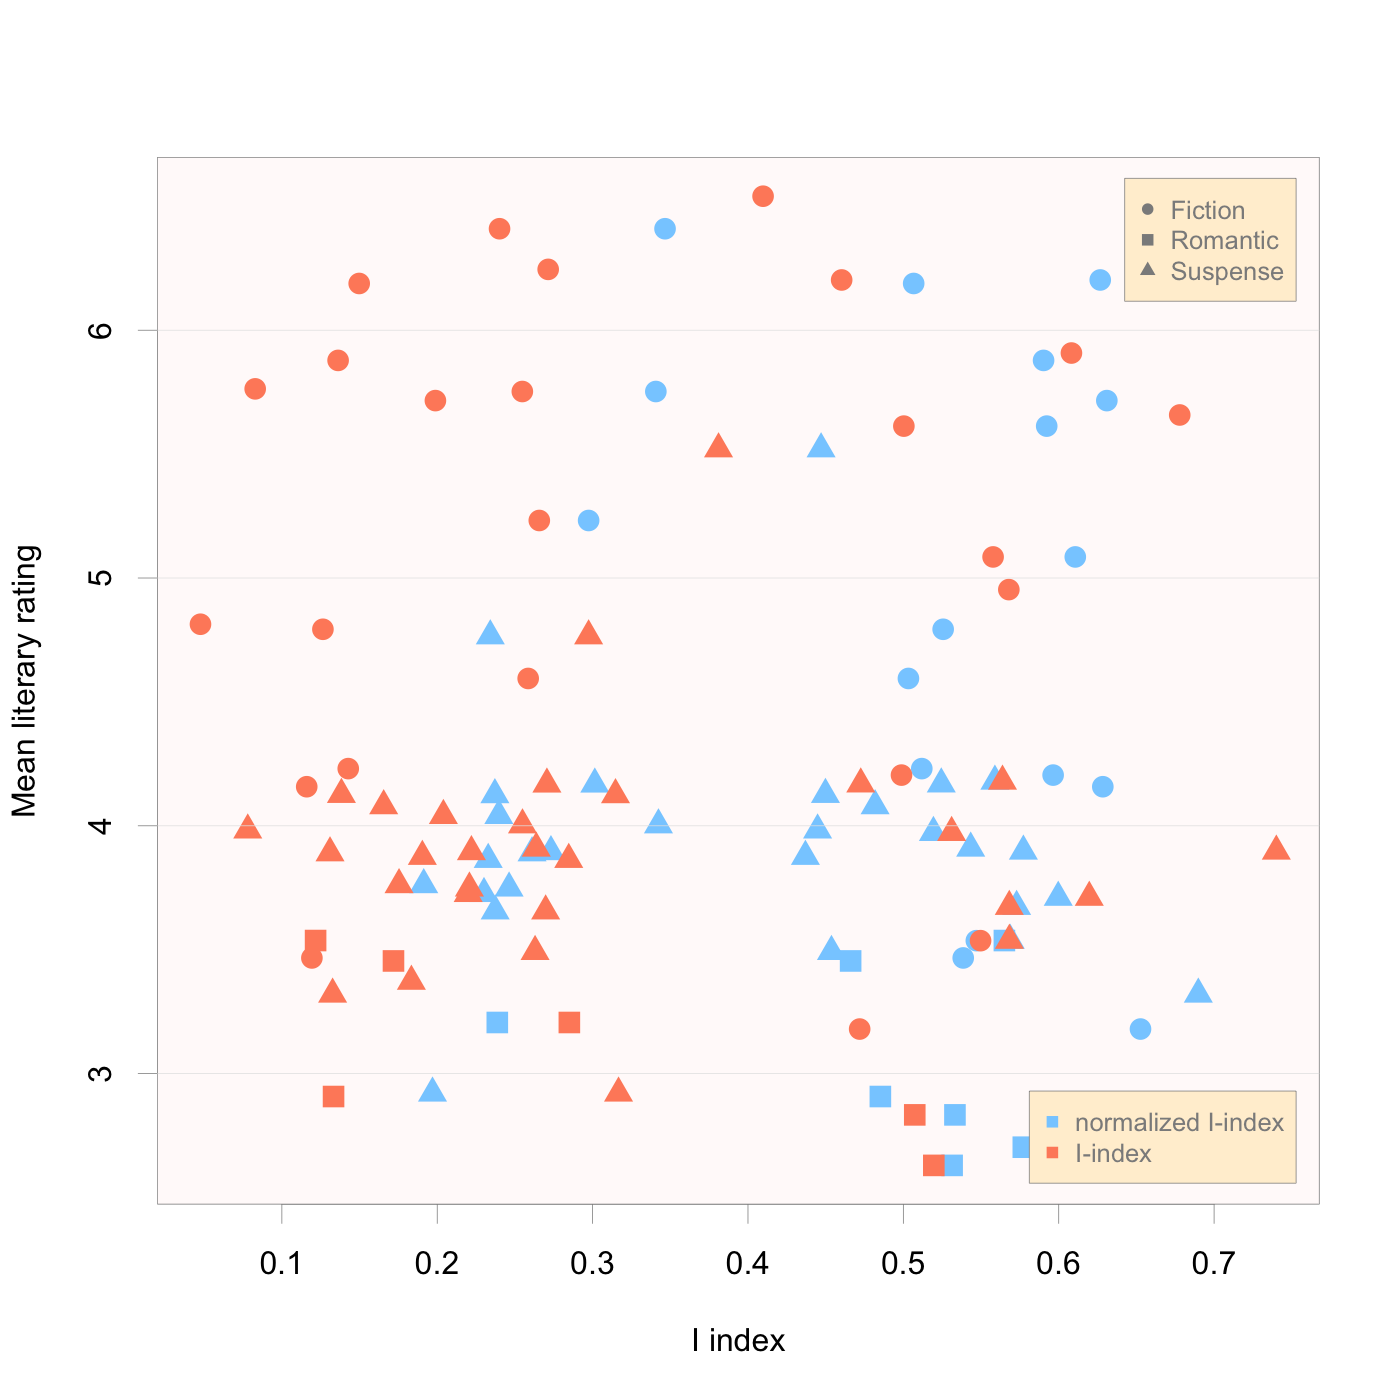 Fiction
Romantic
Suspense
Mean literary rating
6
5
4
3
normalized I-index
I-index
0.1 0.2 0.3 0.4 0.5 0.6 0.7
I index